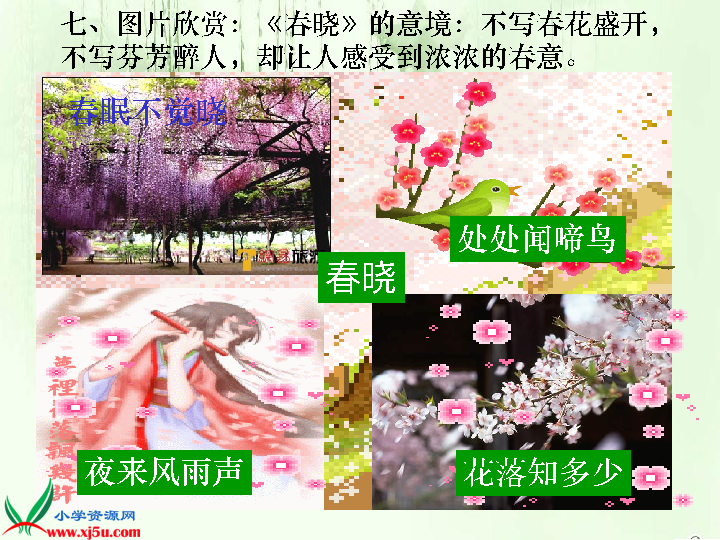 七、图片欣赏：《春晓》的意境：不写春花盛开，
不写芬芳醉人，却让人感受到浓浓的春意。
春眠不觉晓
处处闻啼鸟
春晓
夜来风雨声
花落知多少
小学资源网
www.xj5u.com